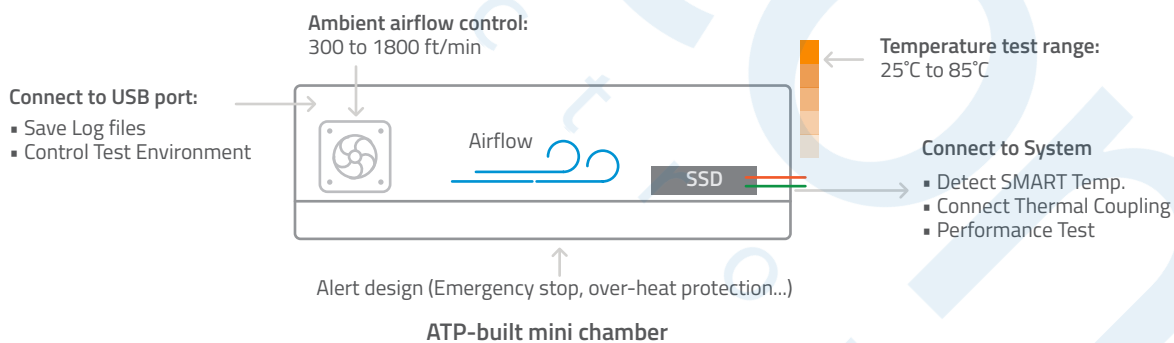 Ambient airflow control:
300 to 1800 ft/min
Temperature test range:
25˚C to 85˚C
Connect to USB port:
▪ Save Log files
▪ Control Test Environment
Airflow
SSD
Connect to System
▪ Detect SMART Temp.
▪ Connect Thermal Coupling
▪ Performance Test
Alert design (Emergency stop, over-heat protection...)
ATP-built mini chamber